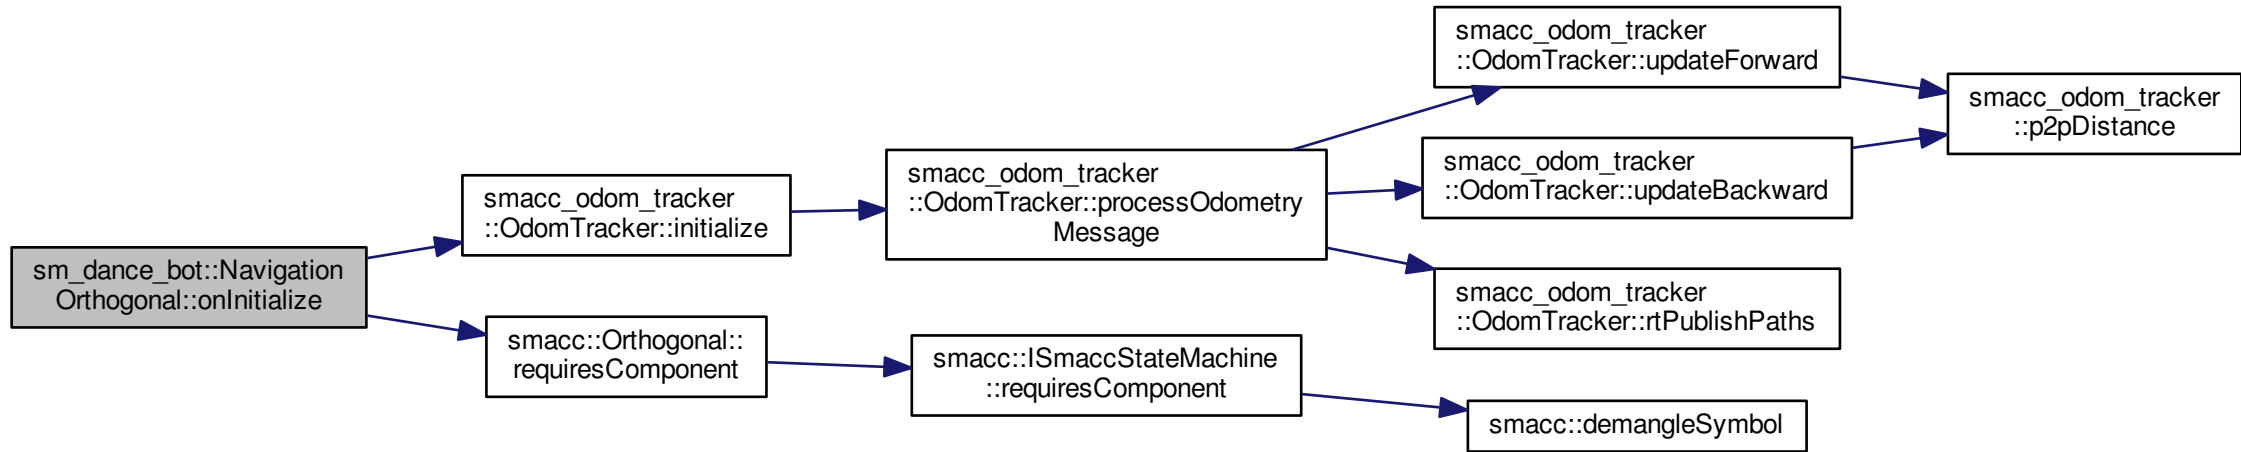 sm_dance_bot::Navigation
Orthogonal::onInitialize
smacc_odom_tracker
::OdomTracker::initialize
smacc::Orthogonal::
requiresComponent
smacc_odom_tracker
::OdomTracker::processOdometry
Message
smacc::ISmaccStateMachine
::requiresComponent
smacc_odom_tracker
::OdomTracker::updateForward
smacc_odom_tracker
::OdomTracker::updateBackward
smacc_odom_tracker
::OdomTracker::rtPublishPaths
smacc::demangleSymbol
smacc_odom_tracker
::p2pDistance